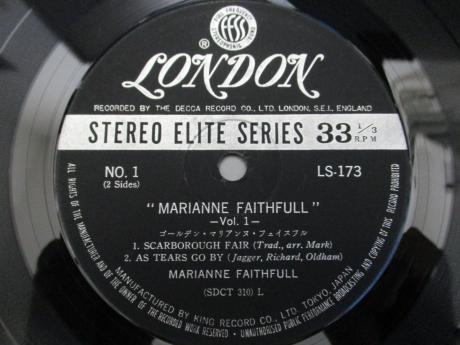 FULL FREQUENCY
ffss
STEREOPHONIC SOUND
® LONDON
RECORDED BY THE DECCA RECORD CO., LTD. LONDON, S.E.I., ENGLAND
STEREO ELITE SERIES 33 1/3 R.P.M
NO. 1 LS-173
(2 Sides)
"MARIANNE FAITHFULL"
—Vol. 1—
ゴールデン・マリアンヌ・フェイスフル
1. SCARBOROUGH FAIR (Trad., arr. Mark)
2. AS TEARS GO BY (Jagger, Richard, Oldham)
MARIANNE FAITHFULL
(SDCT 310) L
MANUFACTURED BY KING RECORD CO., LTD. TOKYO, JAPAN
ALL RIGHTS OF THE MANUFACTURER AND OF THE OWNER OF THE RECORDED WORK RESERVED · UNAUTHORISED PUBLIC PERFORMANCE BROADCASTING AND COPYING OF THIS RECORD PROHIBITED